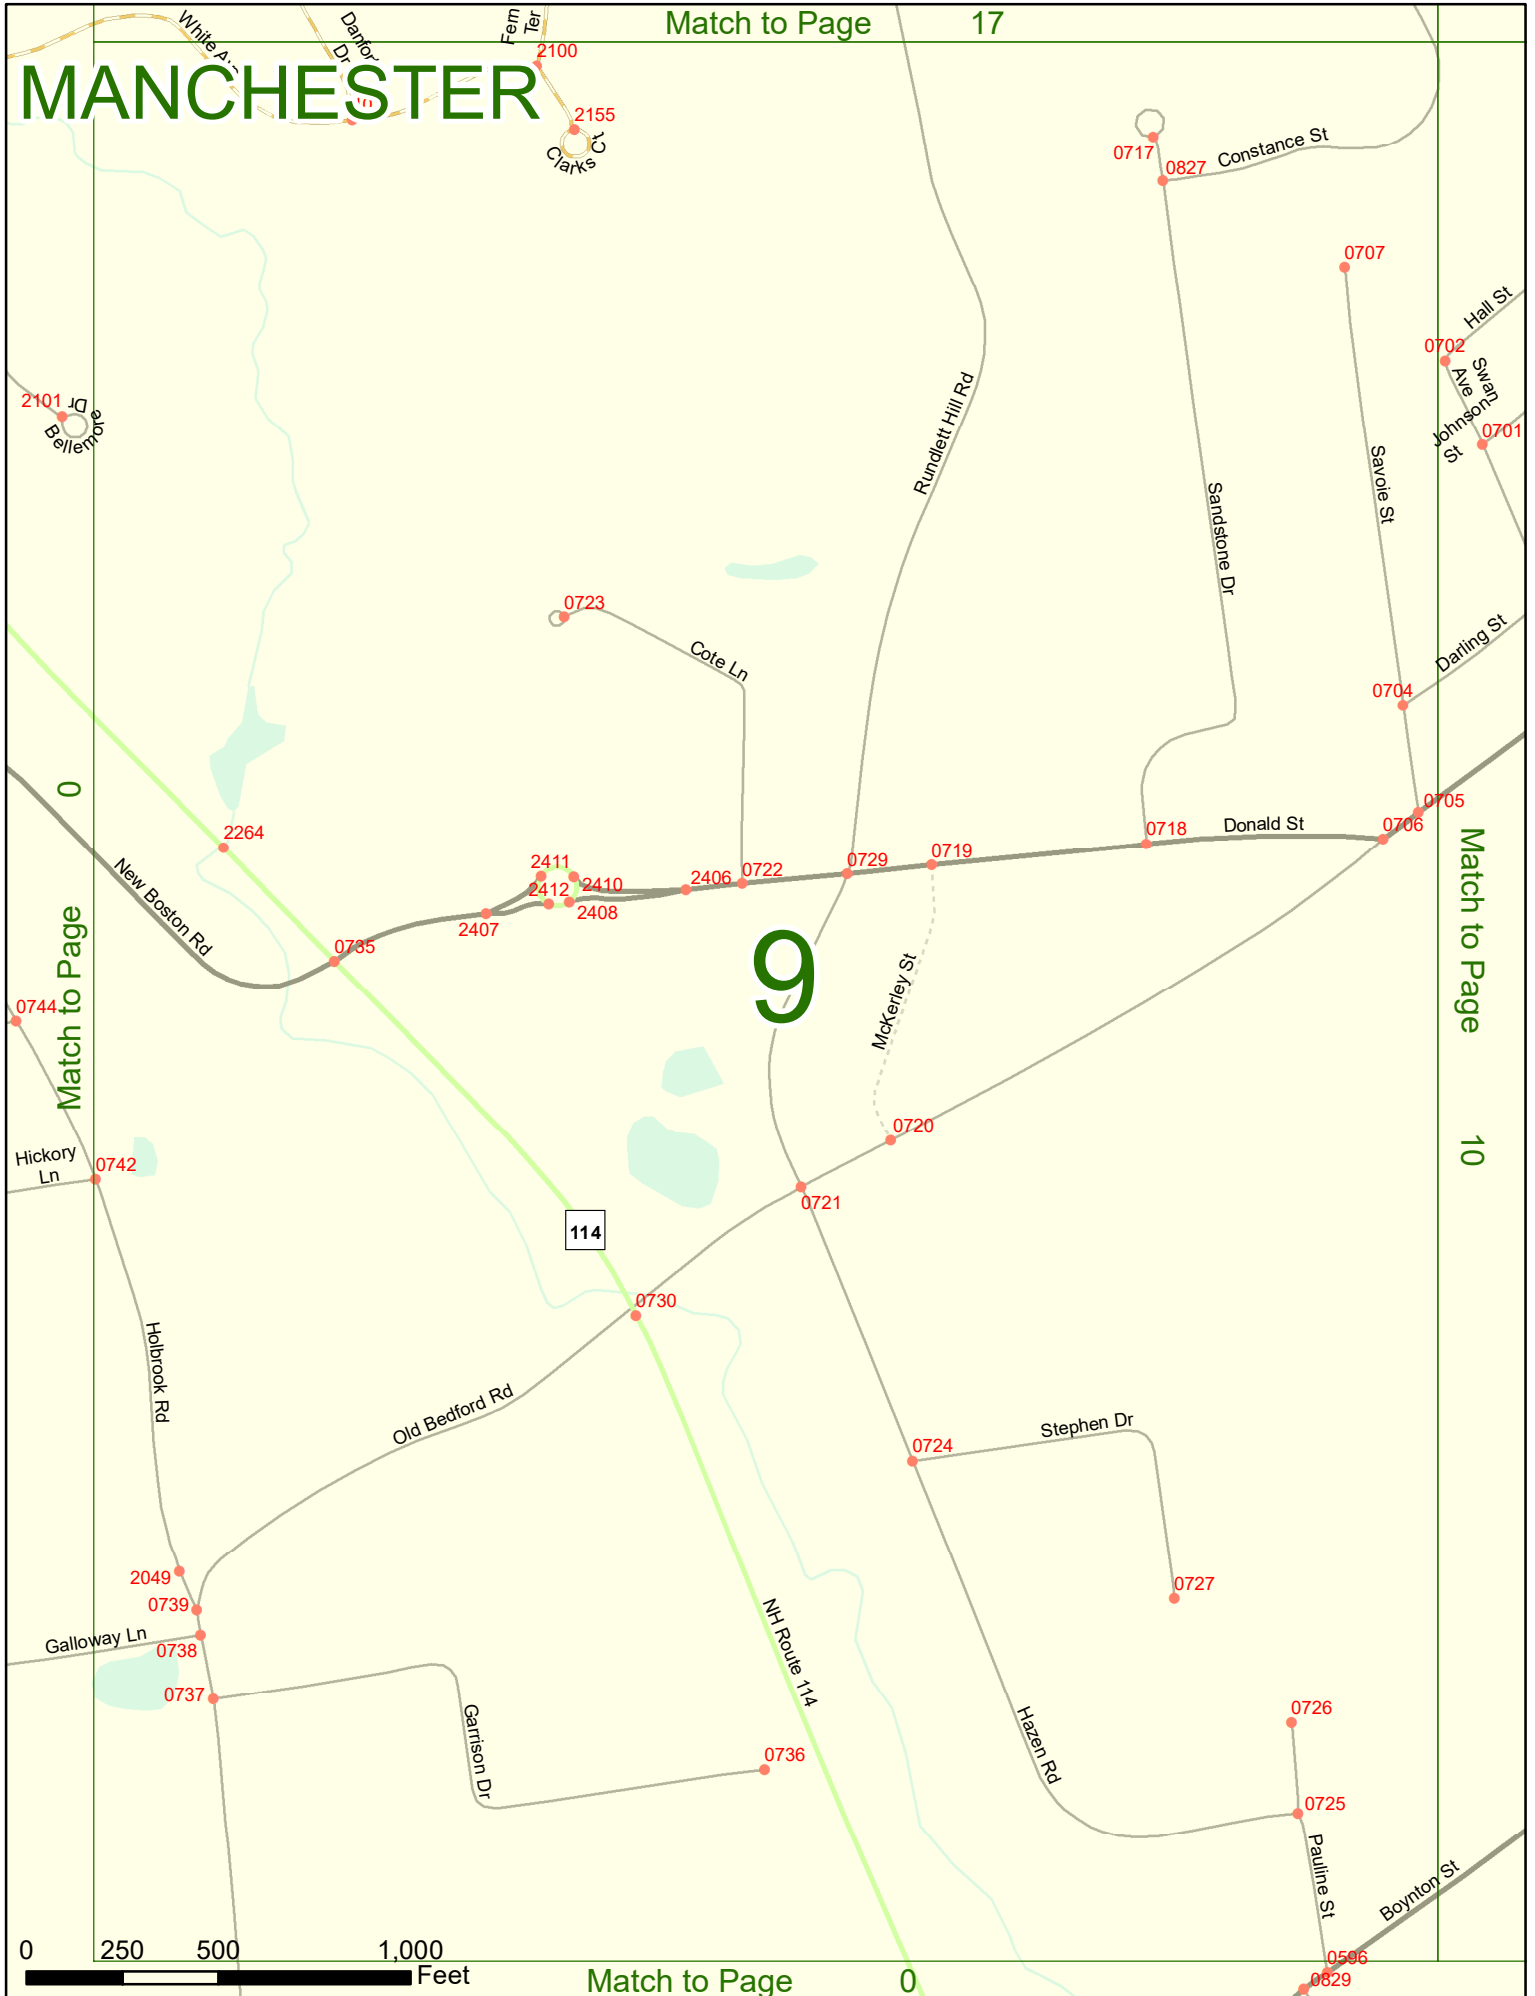 Match to Page 17
MANCHESTER
White Ave
Dr
Fern
Ter
2100
2155
Clarks Ct
0717
0827
Constance St
0707
Hall St
0702
Swan
Ave
Johnson
St
0701
2101
Bellemore Dr
Rundlett Hill Rd
Sandstone Dr
Savoie St
0723
Cote Ln
Darling St
0704
Match to Page 0
2264
New Boston Rd
0735
2407
2411
2412
2410
2408
2406
0722
0729
0719
0718
Donald St
0706
0705
Match to Page 10
9
McKerley St
0744
Hickory
Ln
0742
0720
0721
114
0730
Holbrook Rd
Old Bedford Rd
0724
Stephen Dr
0727
2049
0739
Galloway Ln
0738
0737
Garrison Dr
0736
NH Route 114
Hazen Rd
0726
0725
Pauline St
Boynton St
0596
0829
0 250 500 1,000
Feet
Match to Page 0